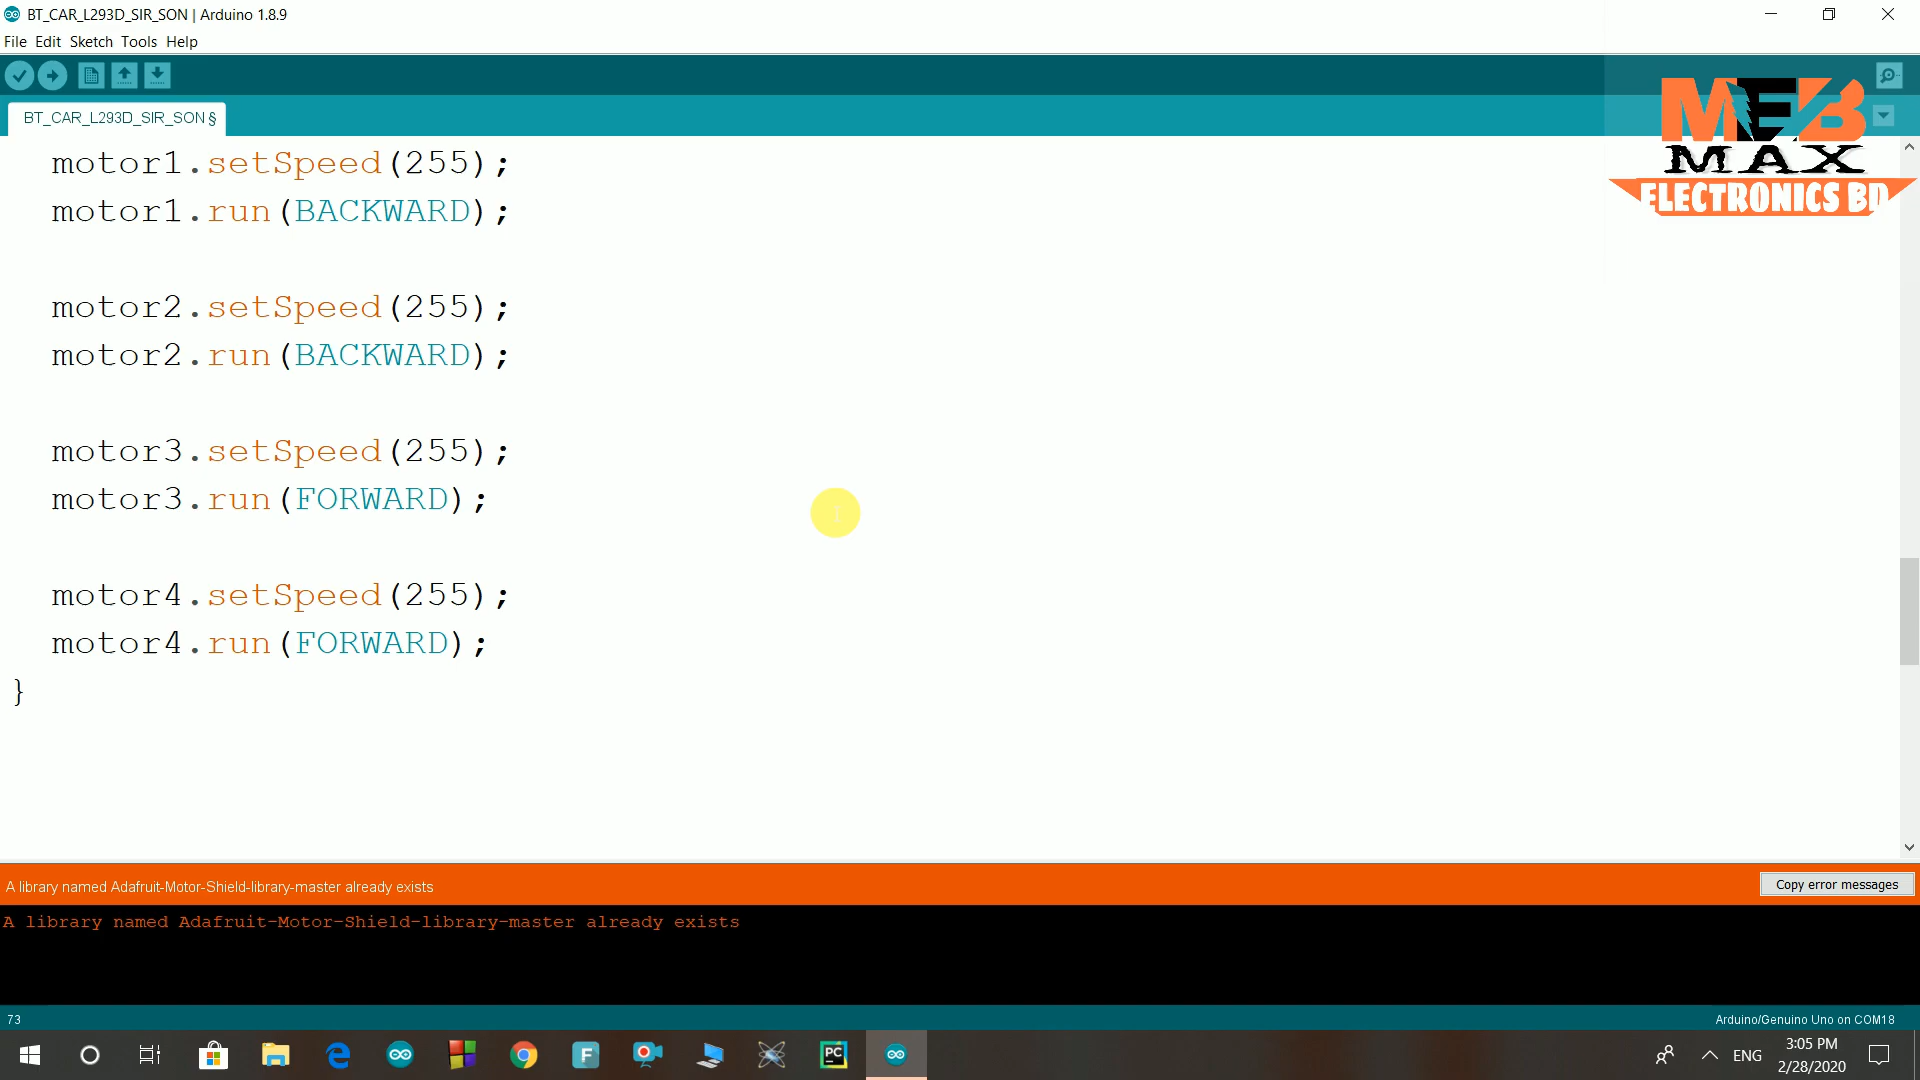 BT_CAR_L293D_SIR_SON | Arduino 1.8.9
File Edit Sketch Tools Help
BT_CAR_L293D_SIR_SON §
MEB
MAX
ELECTRONICS BD
motor1.setSpeed(255);
motor1.run(BACKWARD);
motor2.setSpeed(255);
motor2.run(BACKWARD);
motor3.setSpeed(255);
motor3.run(FORWARD);
motor4.setSpeed(255);
motor4.run(FORWARD);
}
A library named Adafruit-Motor-Shield-library-master already exists
Copy error messages
A library named Adafruit-Motor-Shield-library-master already exists
73
Arduino/Genuino Uno on COM18
F
PC
ENG
3:05 PM
2/28/2020